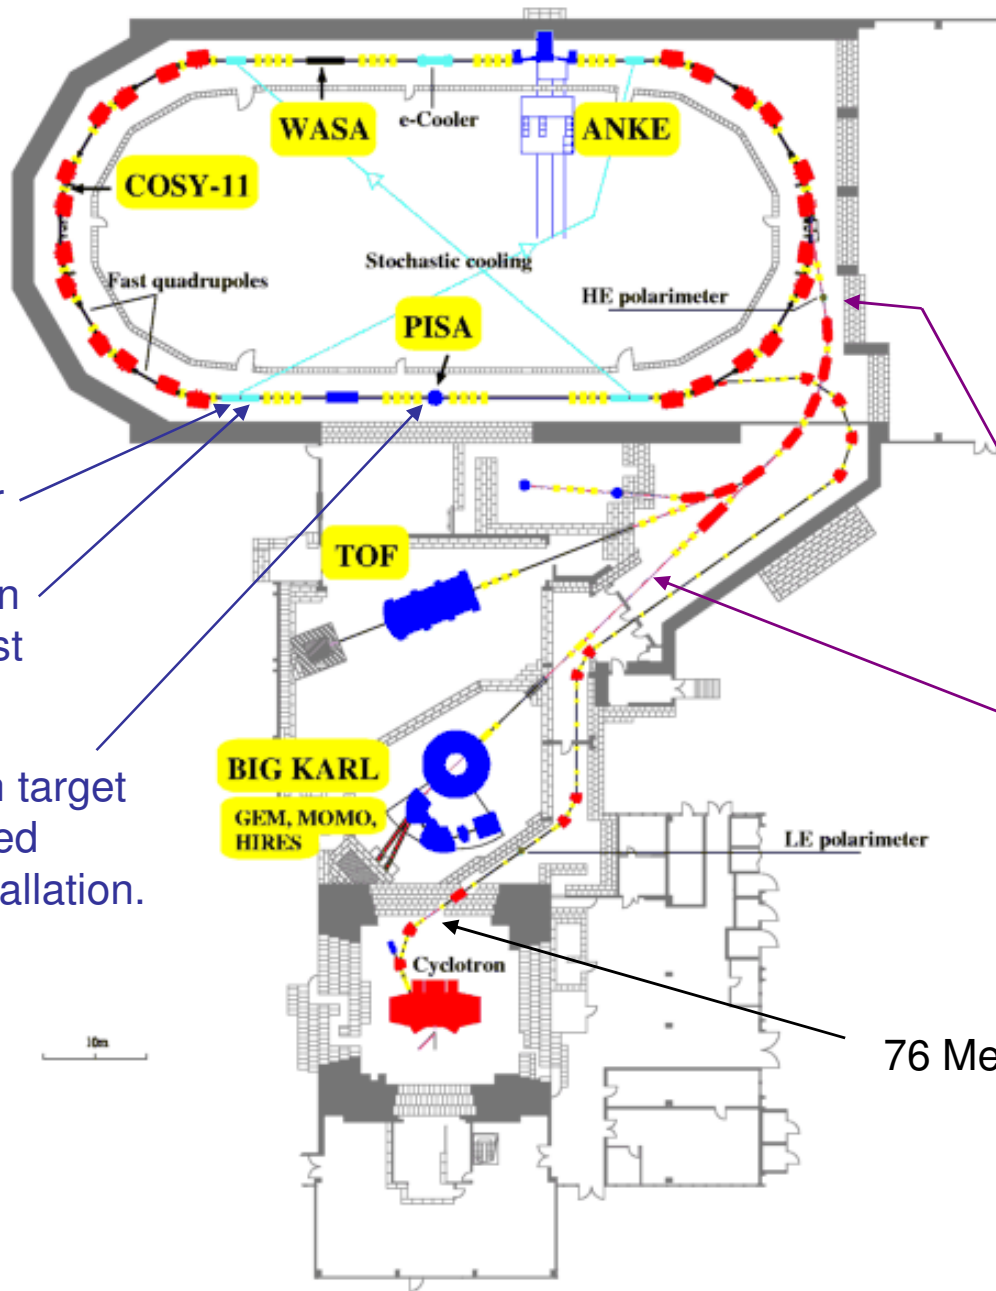 WASA
e-Cooler
ANKE
COSY-11
Stochastic cooling
Fast quadrupoles
HE polarimeter
PISA
r
n
st
TOF
n target
ed
allation.
BIG KARL
GEM, MOMO,
HIRES
LE polarimeter
Cyclotron
10m
76 Me